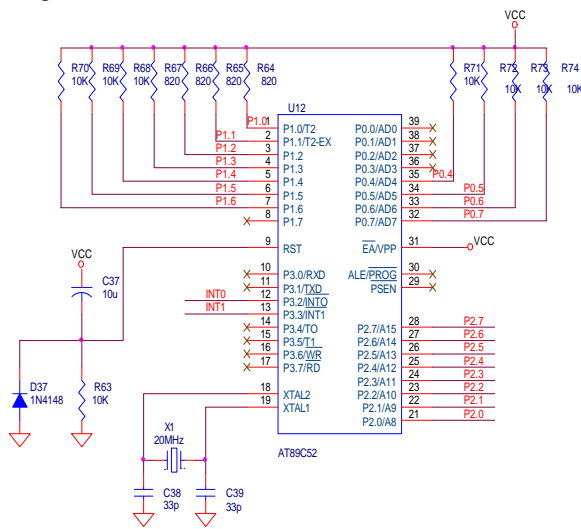 VCC
R70 R69 R68 R67 R66 R65 R64 R71 R72 R73 R74
10K 10K 10K 820 820 820 820 10K 10K 10K 10K
U12
P1.0 1 P1.0/T2 P0.0/AD0 39
P1.1 2 P1.1/T2-EX P0.1/AD1 38
P1.2 3 P1.2 P0.2/AD2 37
P1.3 4 P1.3 P0.3/AD3 36
P1.4 5 P1.4 P0.4/AD4 35 P0.4
P1.5 6 P1.5 P0.5/AD5 34 P0.5
P1.6 7 P1.6 P0.6/AD6 33 P0.6
8 P1.7 P0.7/AD7 32 P0.7
9 RST EA/VPP 31 VCC
VCC
C37
10u
10 P3.0/RXD ALE/PROG 30
11 P3.1/TXD PSEN 29
INT0 12 P3.2/INTO
INT1 13 P3.3/INT1
14 P3.4/TO P2.7/A15 28 P2.7
15 P3.5/T1 P2.6/A14 27 P2.6
16 P3.6/WR P2.5/A13 26 P2.5
17 P3.7/RD P2.4/A12 25 P2.4
P2.3/A11 24 P2.3
18 XTAL2 P2.2/A10 23 P2.2
19 XTAL1 P2.1/A9 22 P2.1
P2.0/A8 21 P2.0
D37
1N4148
R63
10K
X1
20MHz
AT89C52
C38
33p
C39
33p